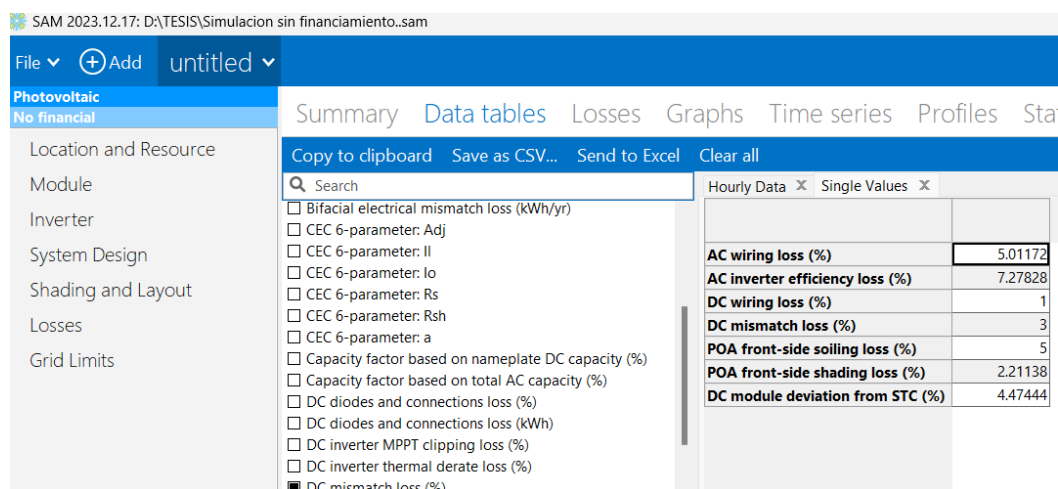 SAM 2023.12.17: D:\TESIS\Simulacion sin financiamiento..sam
File Add untitled
Photovoltaic
No financial
Location and Resource
Module
Inverter
System Design
Shading and Layout
Losses
Grid Limits
Summary Data tables Losses Graphs Time series Profiles Sta
Copy to clipboard Save as CSV... Send to Excel Clear all
Search
Bifacial electrical mismatch loss (kWh/yr)
CEC 6-parameter: Adj
CEC 6-parameter: Il
CEC 6-parameter: Io
CEC 6-parameter: Rs
CEC 6-parameter: Rsh
CEC 6-parameter: a
Capacity factor based on nameplate DC capacity (%)
Capacity factor based on total AC capacity (%)
DC diodes and connections loss (%)
DC diodes and connections loss (kWh)
DC inverter MPPT clipping loss (%)
DC inverter thermal derate loss (%)
DC mismatch loss (%)
Hourly Data X Single Values X
AC wiring loss (%) 5.01172
AC inverter efficiency loss (%) 7.27828
DC wiring loss (%) 1
DC mismatch loss (%) 3
POA front-side soiling loss (%) 5
POA front-side shading loss (%) 2.21138
DC module deviation from STC (%) 4.47444